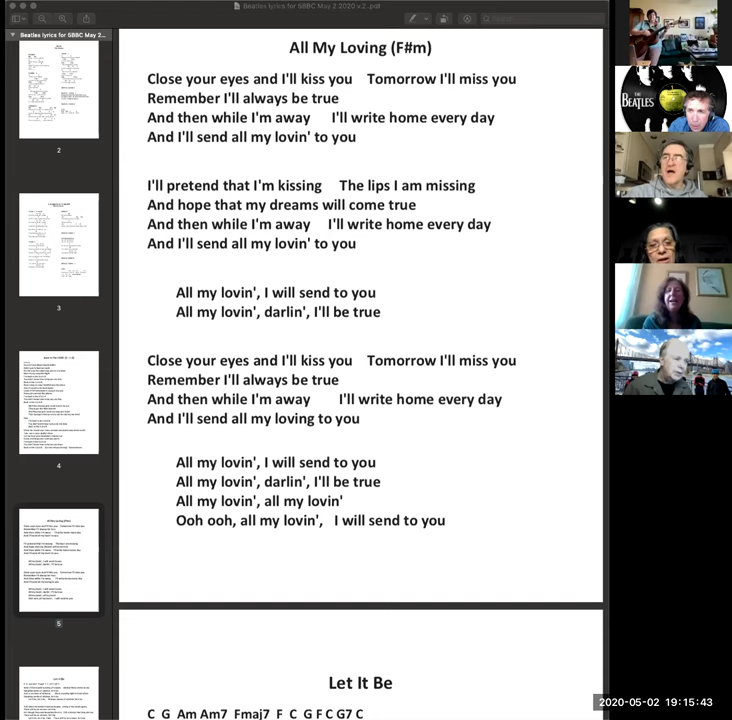 Beatles lyrics for SBBC May 2 2020 v.2..pdf
Search
Beatles lyrics for SBBC May 2...
2
3
4
5
Let It Be
All My Loving (F#m)
Close your eyes and I'll kiss you Tomorrow I'll miss you
Remember I'll always be true
And then while I'm away I'll write home every day
And I'll send all my lovin' to you
I'll pretend that I'm kissing The lips I am missing
And hope that my dreams will come true
And then while I'm away I'll write home every day
And I'll send all my lovin' to you
All my lovin', I will send to you
All my lovin', darlin', I'll be true
Close your eyes and I'll kiss you Tomorrow I'll miss you
Remember I'll always be true
And then while I'm away I'll write home every day
And I'll send all my loving to you
All my lovin', I will send to you
All my lovin', darlin', I'll be true
All my lovin', all my lovin'
Ooh ooh, all my lovin', I will send to you
Let It Be
C G Am Am7 Fmaj7 F C G F C G7 C
THE BEATLES
2020-05-02 19:15:43